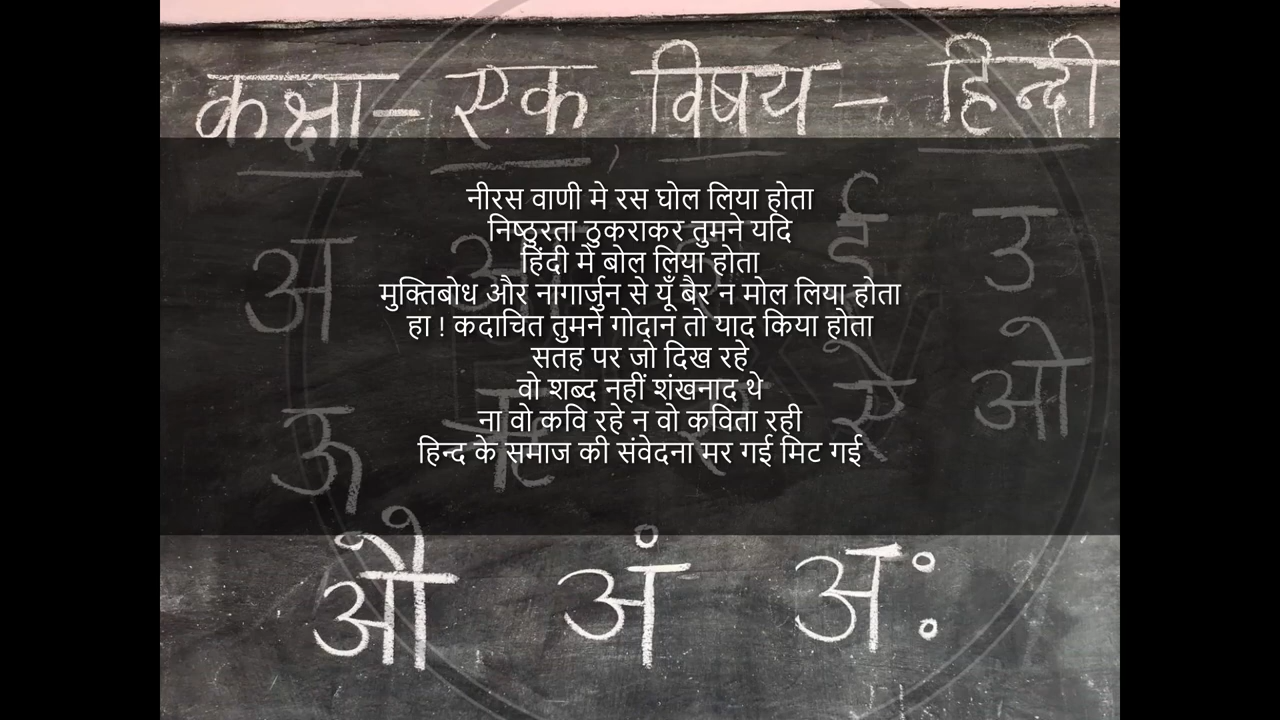 कक्षा - एक, विषय - हिन्दी
नीरस वाणी मे रस घोल लिया होता
निष्ठुरता ठुकराकर तुमने यदि
हिंदी में बोल लिया होता
मुक्तिबोध और नागार्जुन से यूँ बैर न मोल लिया होता
हा ! कदाचित तुमने गोदान तो याद किया होता
सतह पर जो दिख रहे
वो शब्द नहीं शंखनाद थे
ना वो कवि रहे न वो कविता रही
हिन्द के समाज की संवेदना मर गई मिट गई
अ आ इ ई उ
ऊ ऋ ए ऐ ओ
औ अं अः